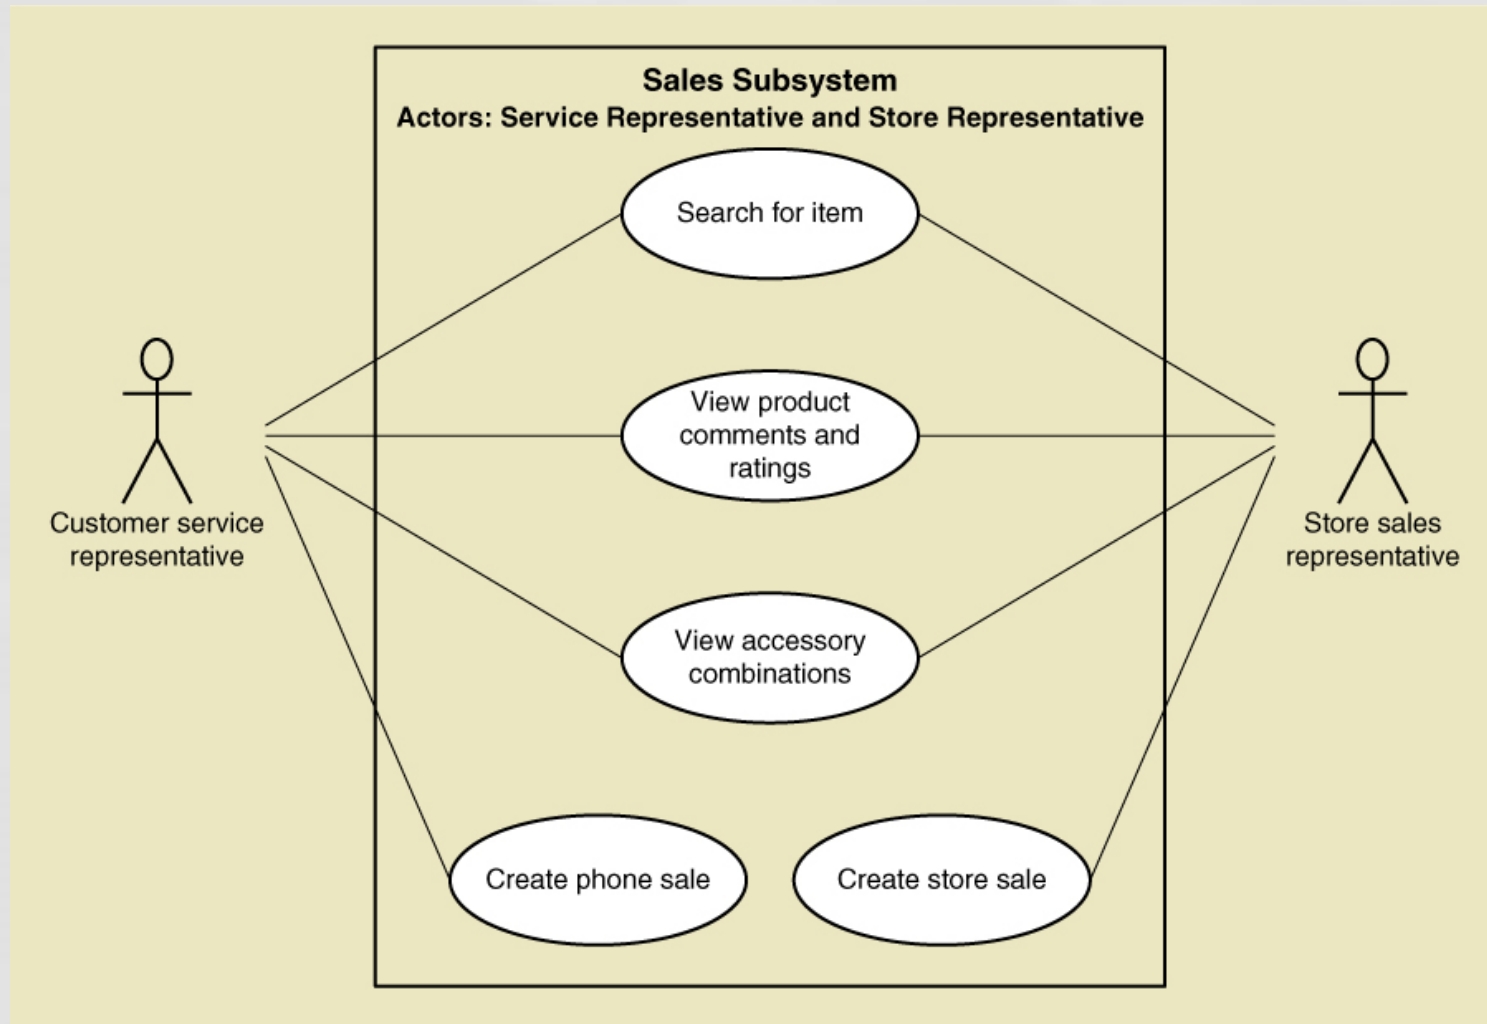 Sales Subsystem
Actors: Service Representative and Store Representative
Search for item
View product
comments and
ratings
Customer service
representative
Store sales
representative
View accessory
combinations
Create phone sale
Create store sale